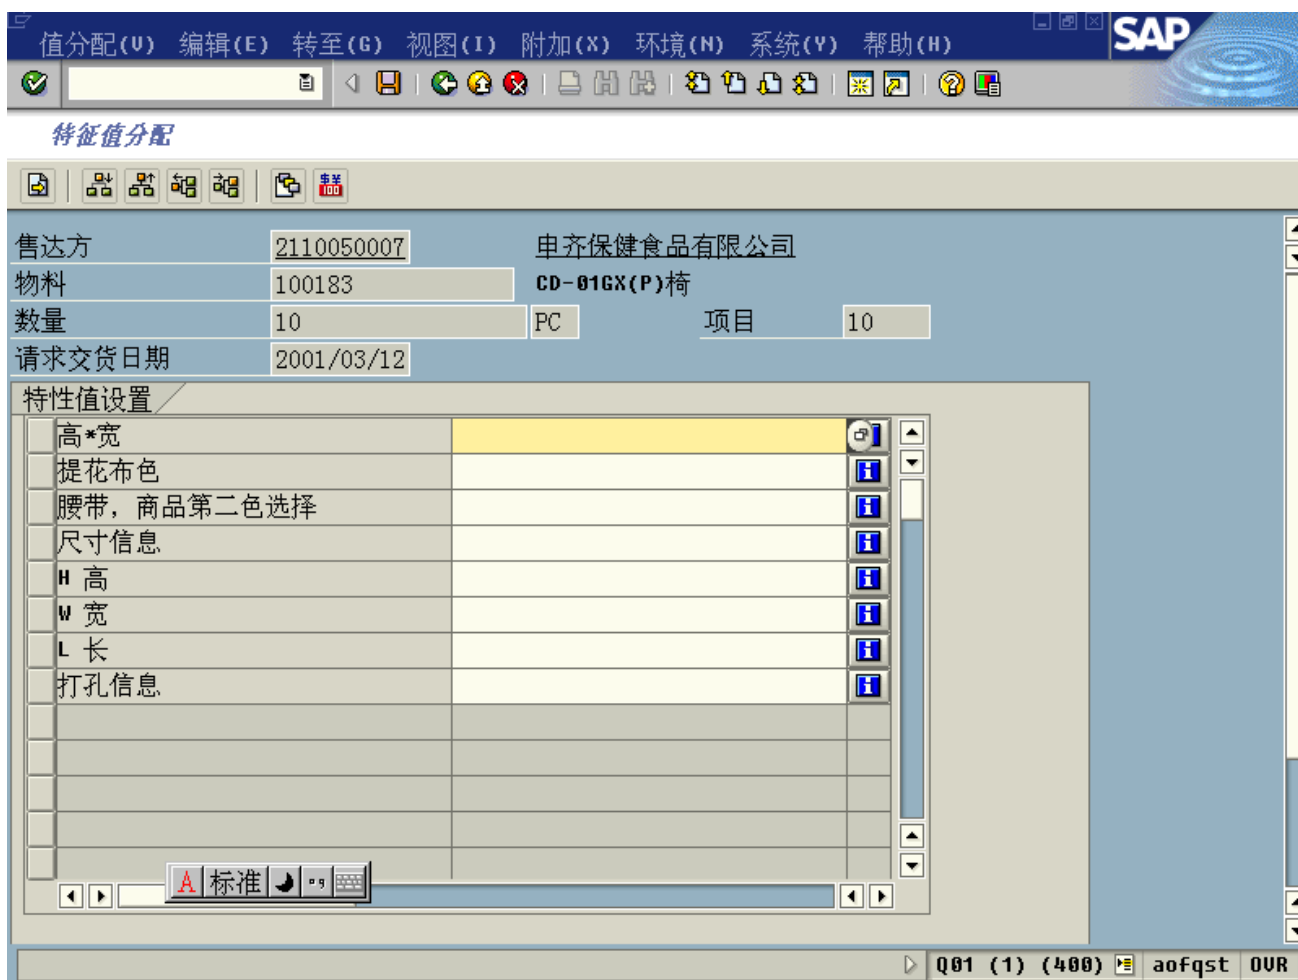 值分配(V) 编辑(E) 转至(G) 视图(I) 附加(X) 环境(N) 系统(Y) 帮助(H) SAP
特征值分配
售达方 2110050007 申齐保健食品有限公司
物料 100183 CD-01GX(P)椅
数量 10 PC 项目 10
请求交货日期 2001/03/12
特性值设置
高*宽
提花布色
腰带，商品第二色选择
尺寸信息
H 高
W 宽
L 长
打孔信息
A 标准
Q01 (1) (400) aofqst OVR